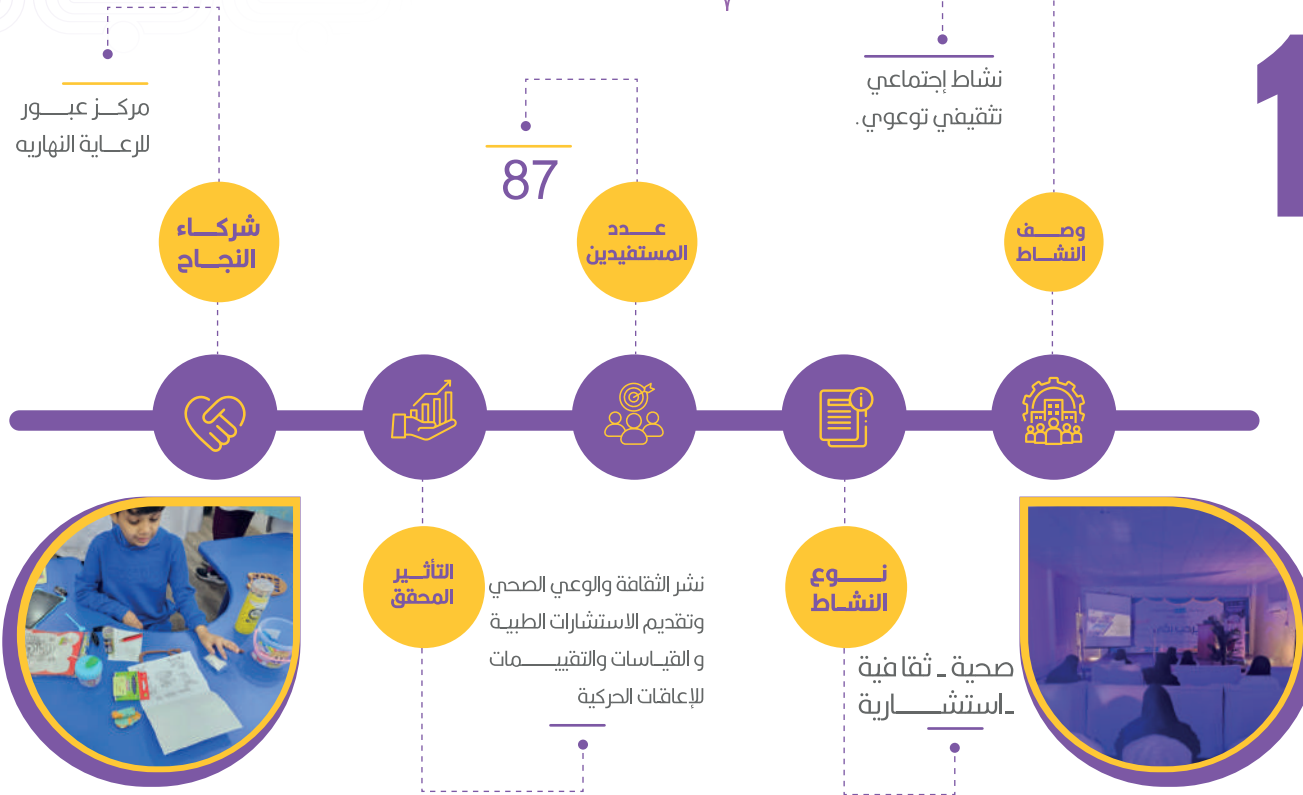 1
نشاط إجتماعي
تثقيفي توعوي.
وصف
النشاط
نوع
النشاط
صحية - ثقافية
-استشارية
87
عدد
المستفيدين
التأثير
المحقق
نشر الثقافة والوعي الصحي
وتقديم الاستشارات الطبية
و القياسات والتقييمات
للإعاقات الحركية
مركز عبور
للرعاية النهاريه
شركاء
النجاح